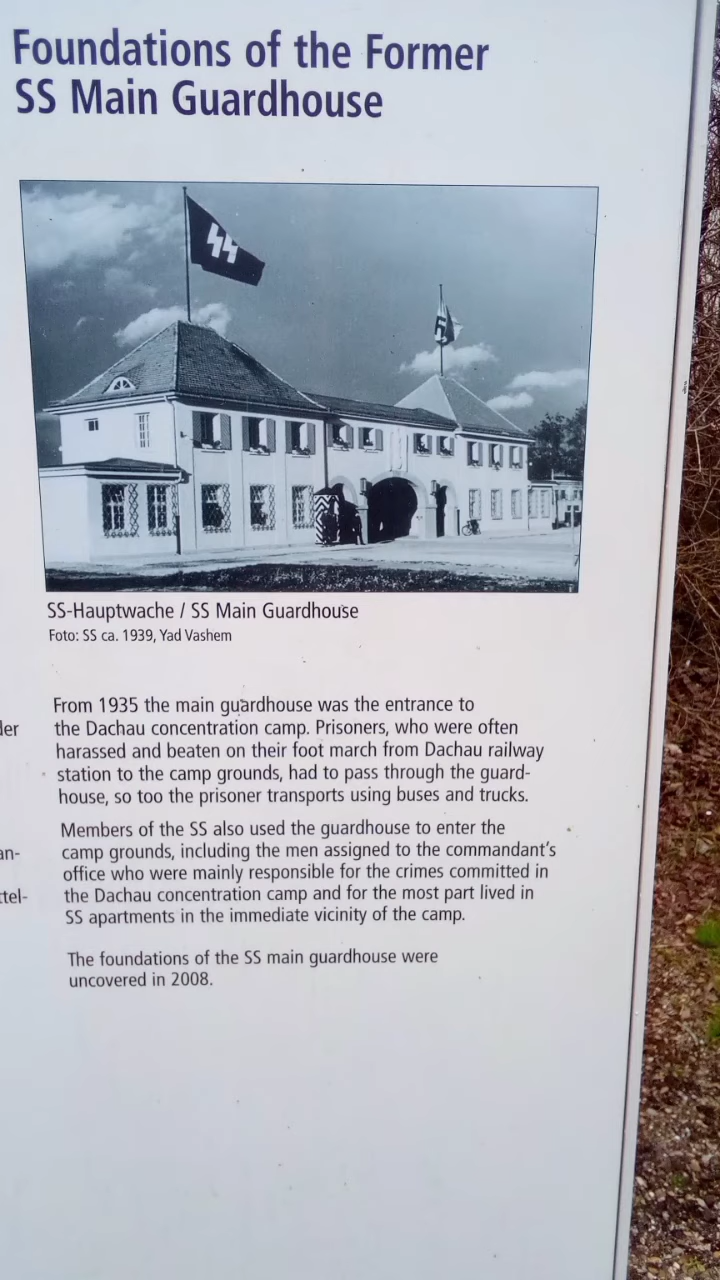 Foundations of the Former
SS Main Guardhouse
SS-Hauptwache / SS Main Guardhouse
Foto: SS ca. 1939, Yad Vashem
From 1935 the main guardhouse was the entrance to
the Dachau concentration camp. Prisoners, who were often
harassed and beaten on their foot march from Dachau railway
station to the camp grounds, had to pass through the guard-
house, so too the prisoner transports using buses and trucks.
Members of the SS also used the guardhouse to enter the
camp grounds, including the men assigned to the commandant's
office who were mainly responsible for the crimes committed in
the Dachau concentration camp and for the most part lived in
SS apartments in the immediate vicinity of the camp.
The foundations of the SS main guardhouse were
uncovered in 2008.